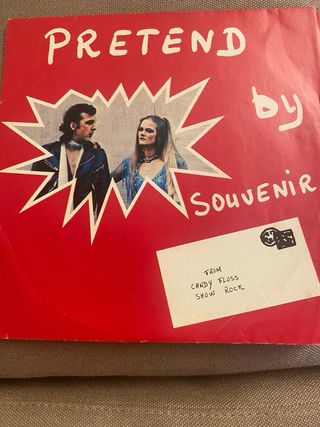 PRETEND
by
SOUVENIR
FROM
CANDY FLOSS
SHOW ROCK